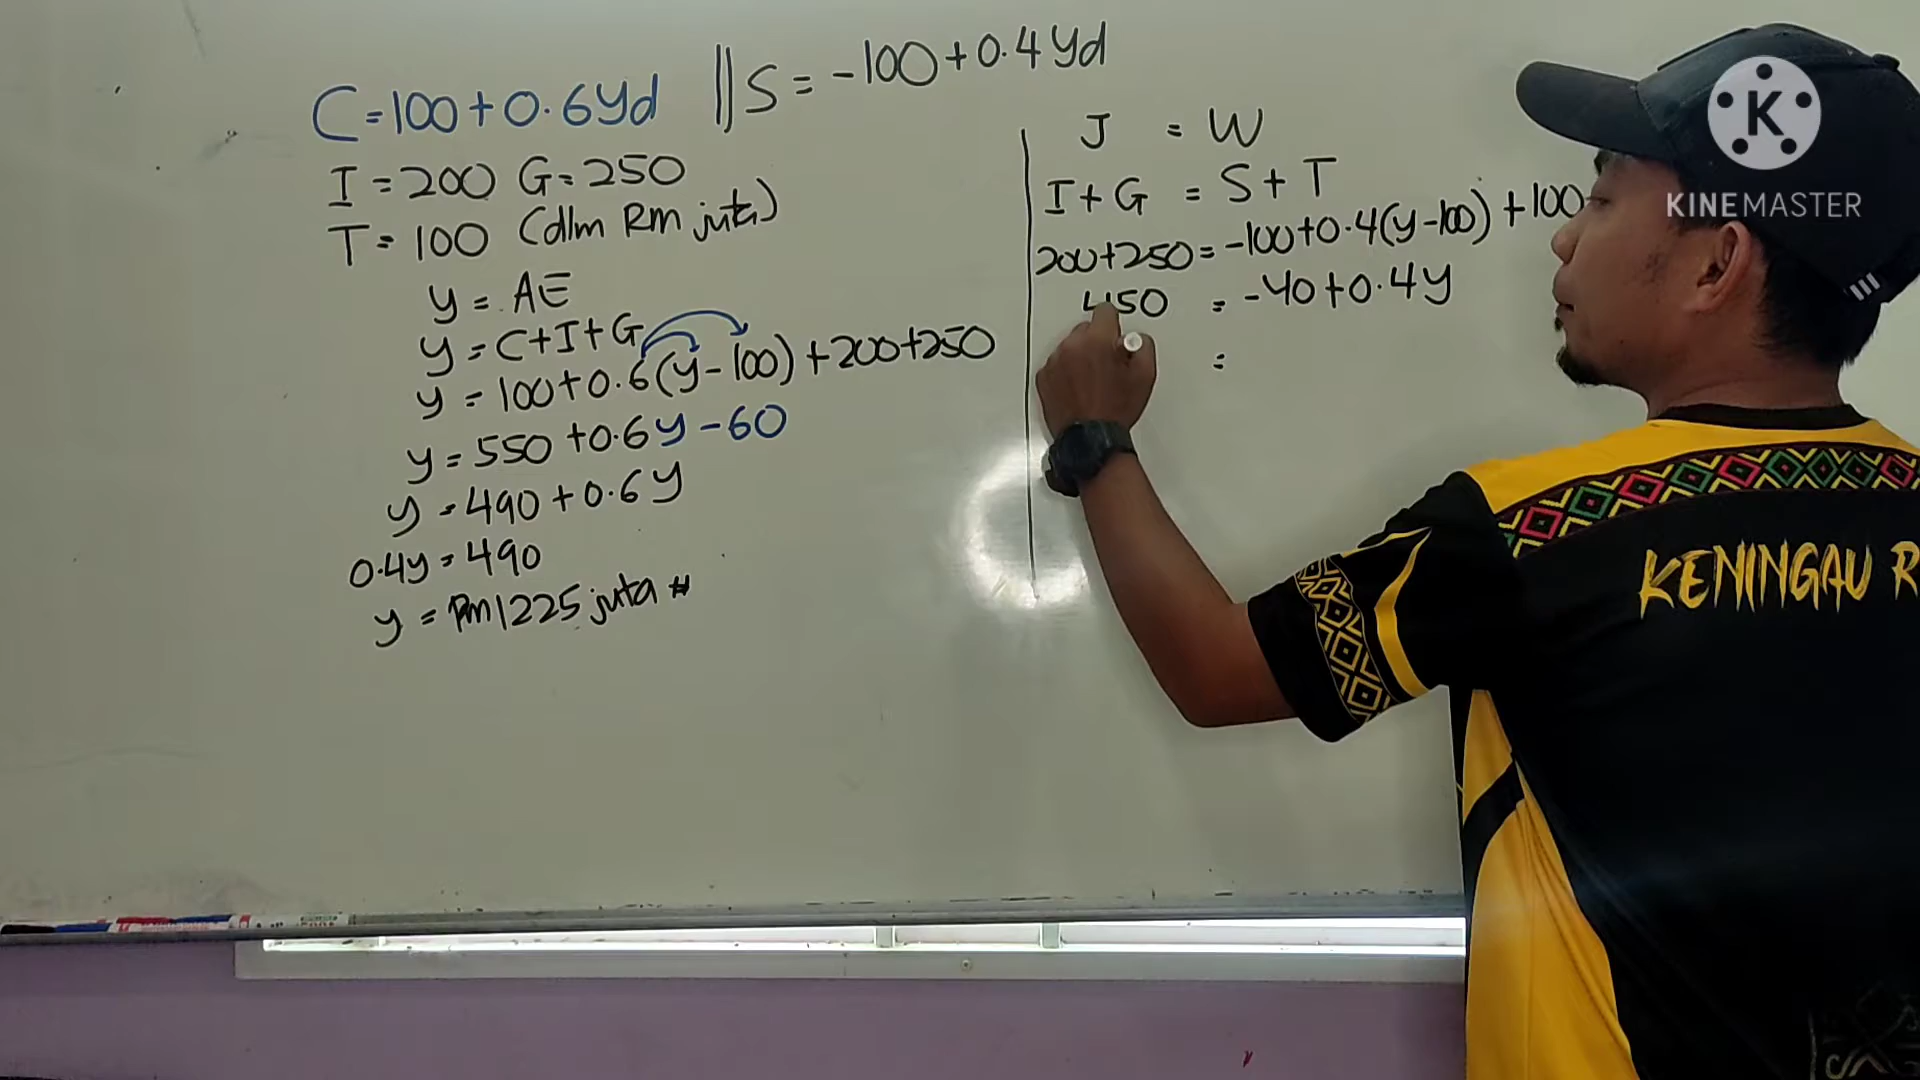 C=100+0.6Yd || S=-100+0.4Yd
I=200 G=250
T=100 (dlm Rm juta)
y = AE
y = C+I+G
y = 100+0.6(y-100)+200+250
y = 550+0.6y-60
y = 490+0.6y
0.4y = 490
y = Rm1225 juta #
J = W
I+G = S+T
200+250 = -100+0.4(y-100)+100
450 = -40+0.4y
=
K
KINEMASTER
KENINGAU R